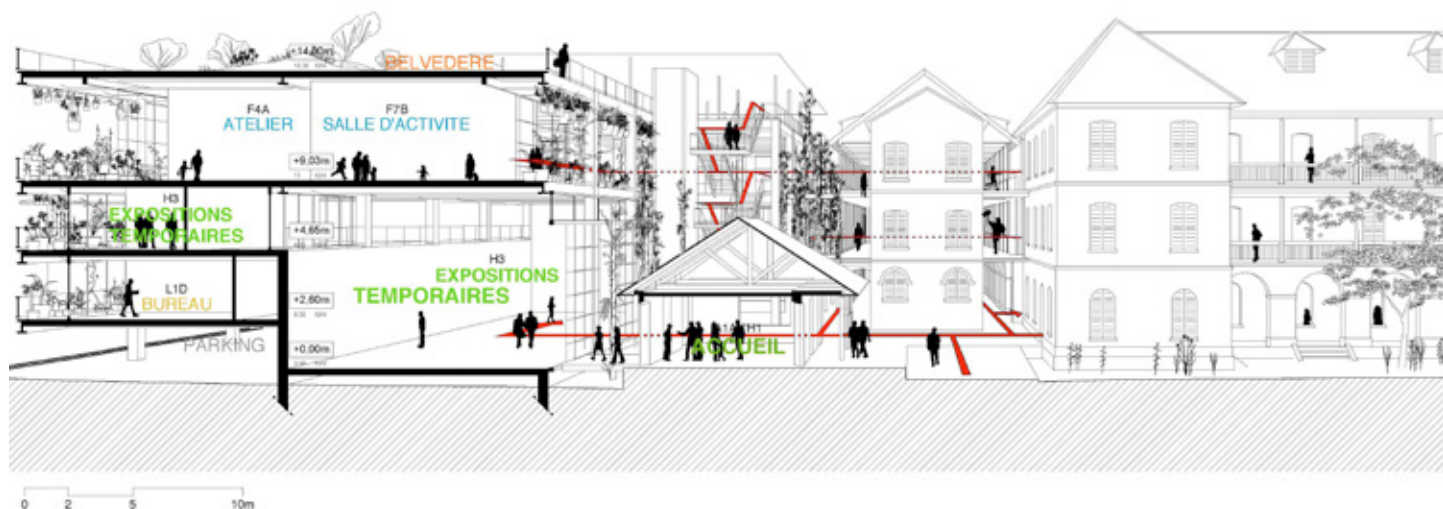 +14,00m
BELVEDERE
F4A
ATELIER
F7B
SALLE D'ACTIVITE
+9,03m
H3
EXPOSITIONS
TEMPORAIRES
+4,65m
H3
EXPOSITIONS
TEMPORAIRES
L1D
BUREAU
+2,60m
PARKING
+0,00m
H1
ACCUEIL
0 2 5 10m